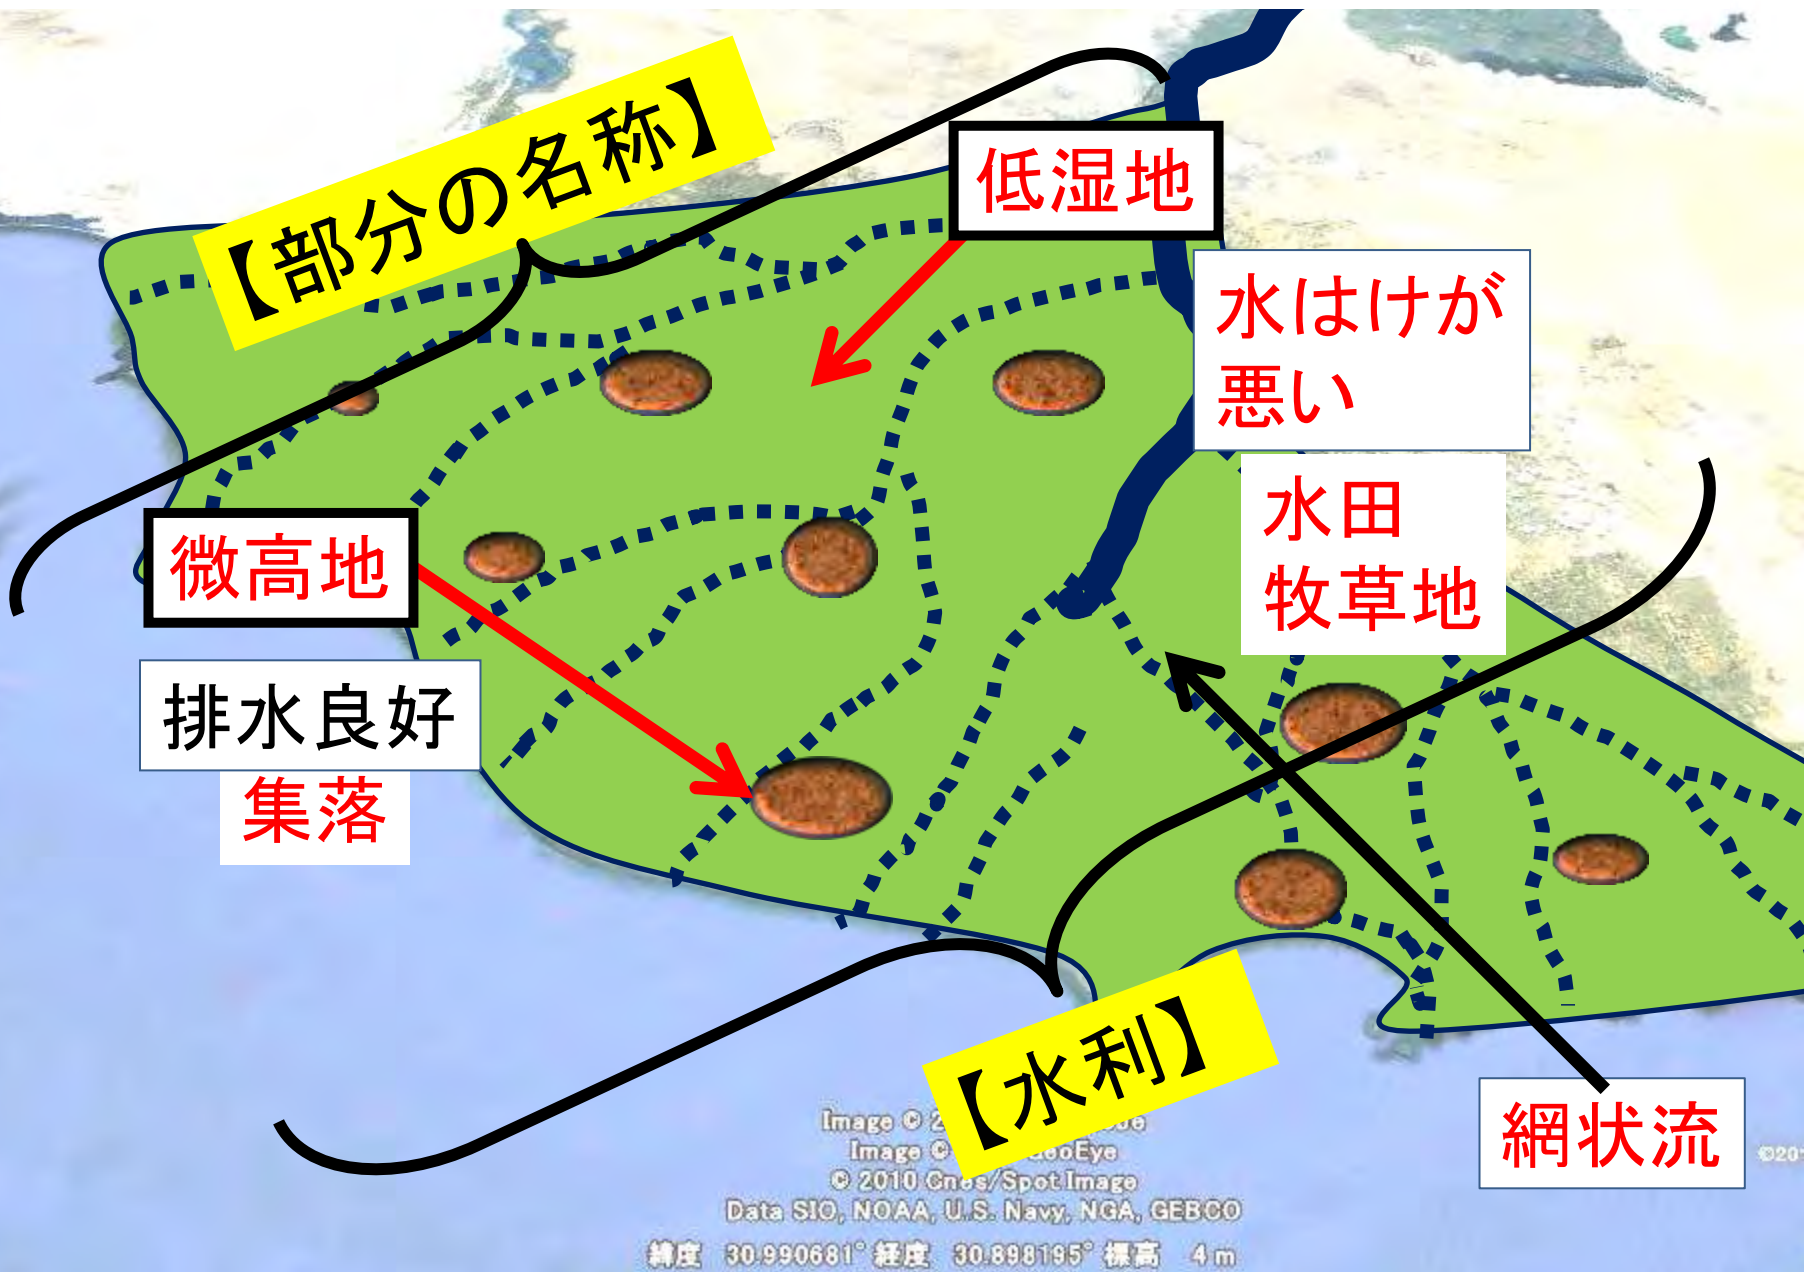 【部分の名称】
低湿地
水はけが
悪い
水田
牧草地
微高地
排水良好
集落
【水利】
網状流
Image ©
Image © GeoEye
© 2010 Cnes/Spot Image
Data SIO, NOAA, U.S. Navy, NGA, GEBCO
緯度 30.990681° 経度 30.898195° 標高 4 m